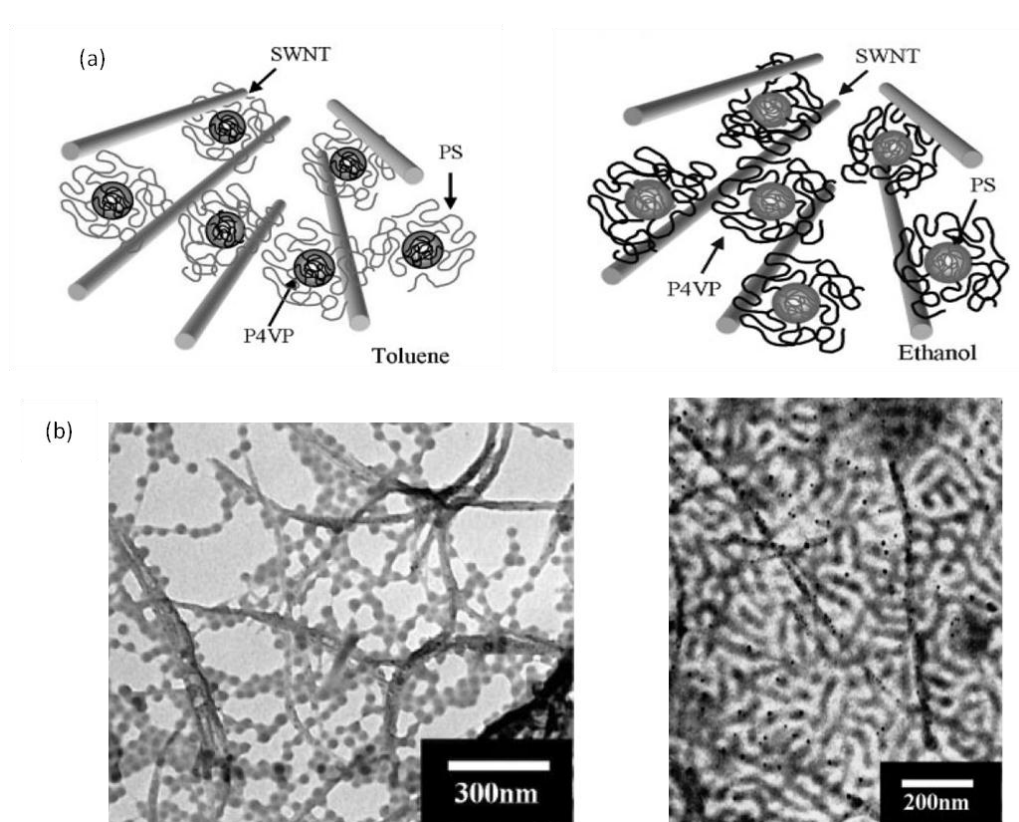 (a)
SWNT
PS
P4VP
Toluene
SWNT
PS
P4VP
Ethanol
(b)
300nm
200nm